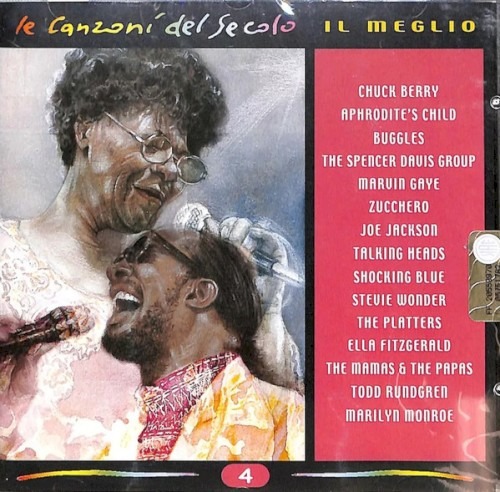 le Canzoni del Secolo IL MEGLIO
CHUCK BERRY
APHRODITE'S CHILD
BUGGLES
THE SPENCER DAVIS GROUP
MARVIN GAYE
ZUCCHERO
JOE JACKSON
TALKING HEADS
SHOCKING BLUE
STEVIE WONDER
THE PLATTERS
ELLA FITZGERALD
THE MAMAS & THE PAPAS
TODD RUNDGREN
MARILYN MONROE
4